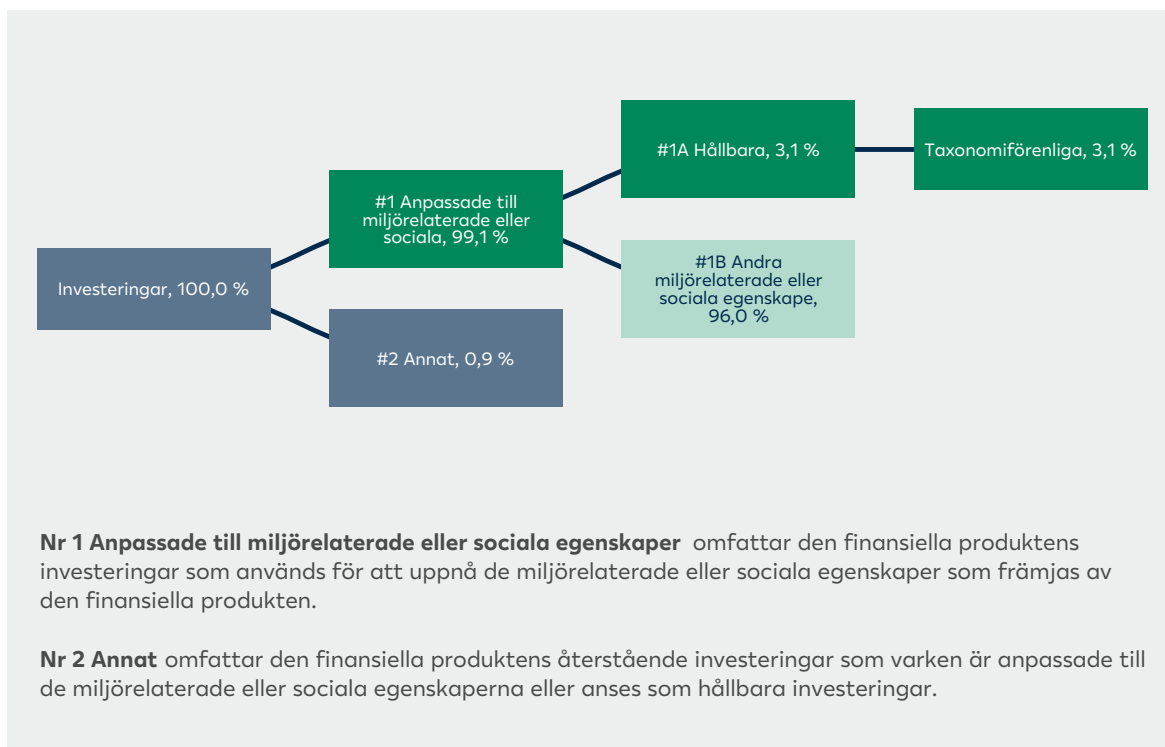 #1A Hållbara, 3,1 %
Taxonomiförenliga, 3,1 %
#1 Anpassade till
miljörelaterade eller
sociala, 99,1 %
#1B Andra
miljörelaterade eller
sociala egenskape,
96,0 %
Investeringar, 100,0 %
#2 Annat, 0,9 %
Nr 1 Anpassade till miljörelaterade eller sociala egenskaper omfattar den finansiella produktens
investeringar som används för att uppnå de miljörelaterade eller sociala egenskaper som främjas av
den finansiella produkten.
Nr 2 Annat omfattar den finansiella produktens återstående investeringar som varken är anpassade till
de miljörelaterade eller sociala egenskaperna eller anses som hållbara investeringar.